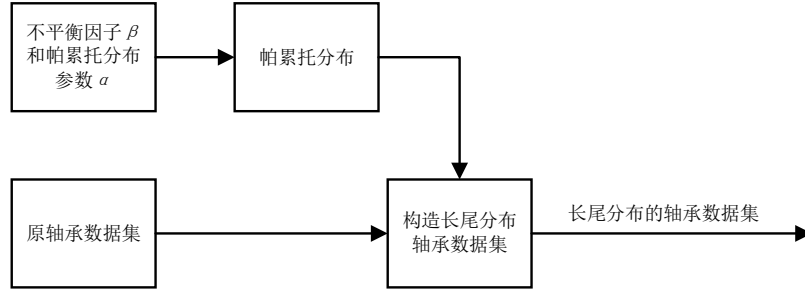 不平衡因子 β
和帕累托分布
参数 α
帕累托分布
原轴承数据集
构造长尾分布
轴承数据集
长尾分布的轴承数据集